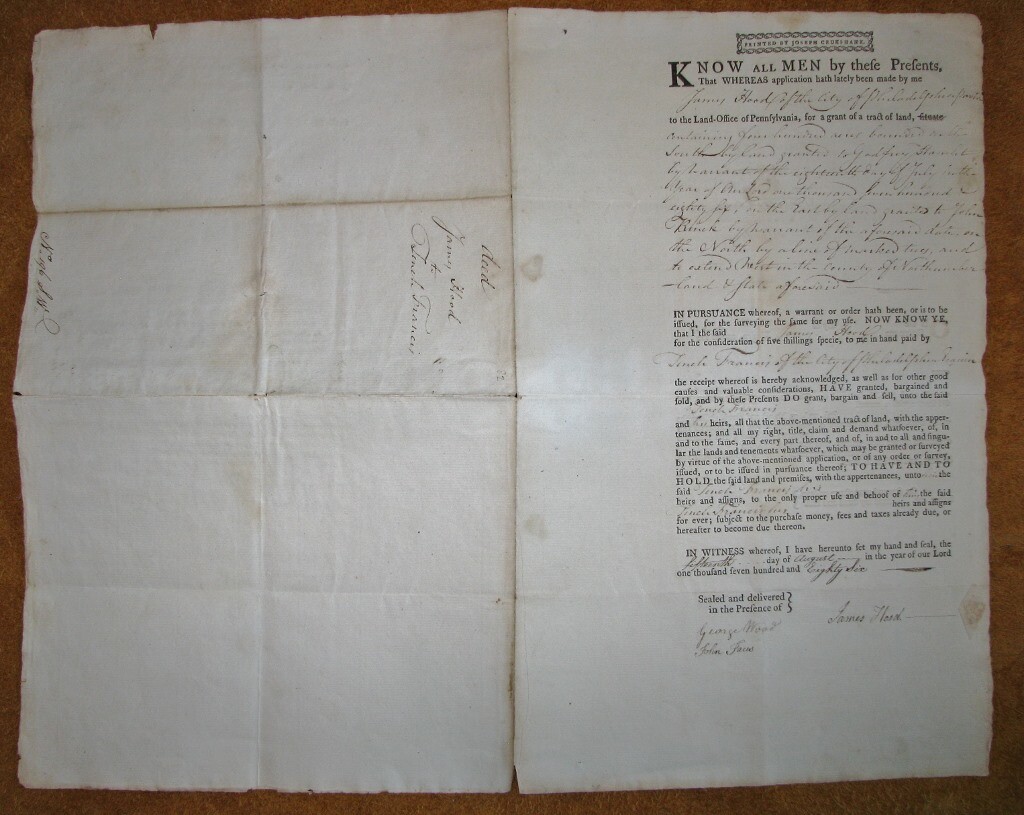 No
Deed
James Hood
to
Tench Francis
PRINTED BY JOSEPH CRUKSHANK.
KNOW ALL MEN by theſe Preſents,
That WHEREAS application hath lately been made by me
James Hood of the City of Philadelphia
to the Land-Office of Pennſylvania, for a grant of a tract of land,
containing four hundred acres bounded on the
South by land granted to Godfrey
by warrant of the eighteenth day of July in the
Year of Our Lord one thousand seven hundred
eighty six on the East by land granted to John
by warrant of the aforesaid date, on
the North by a line of marked trees, and
to extend West in the County of Northumber
-land & State aforesaid
IN PURSUANCE whereof, a warrant or order hath been, or is to be
iſſued, for the ſurveying the ſame for my uſe. NOW KNOW YE,
that I the ſaid James Hood
for the conſideration of five ſhillings ſpecie, to me in hand paid by
Tench Francis of the City of Philadelphia
the receipt whereof is hereby acknowledged, as well as for other good
cauſes and valuable conſiderations, HAVE granted, bargained and
ſold, and by theſe Preſents DO grant, bargain and ſell, unto the ſaid
Tench Francis
and his heirs, all that the above-mentioned tract of land, with the apper-
tenances; and all my right, title, claim and demand whatſoever, of, in
and to the ſame, and every part thereof, and of, in and to all and ſingu-
lar the lands and tenements whatſoever, which may be granted or ſurveyed
by virtue of the above-mentioned application, or of any order or ſurvey,
iſſued, or to be iſſued in purſuance thereof; TO HAVE AND TO
HOLD the ſaid land and premiſes, with the appertenances, unto the
ſaid Tench Francis his
heirs and aſſigns, to the only proper uſe and behoof of the ſaid
Tench Francis his heirs and aſſigns
for ever; ſubject to the purchaſe money, fees and taxes already due, or
hereafter to become due thereon.
IN WITNESS whereof, I have hereunto ſet my hand and ſeal, the
fifteenth day of August in the year of our Lord
one thouſand ſeven hundred and Eighty Six
Sealed and delivered
in the Preſence of
James Hood
George Wood
John